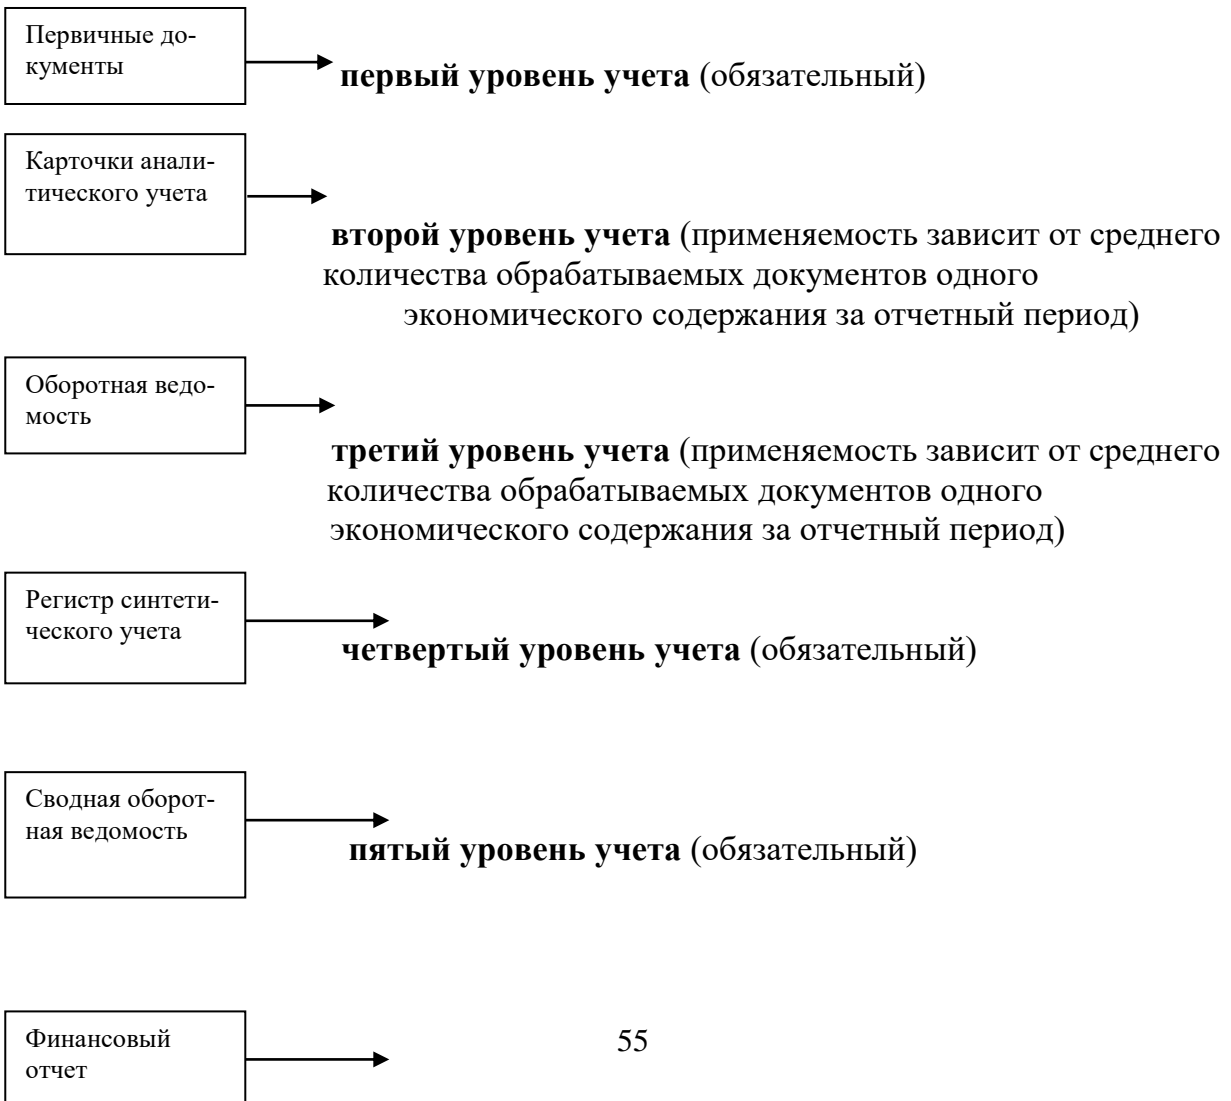 Первичные до-
кументы
первый уровень учета (обязательный)
Карточки анали-
тического учета
второй уровень учета (применяемость зависит от среднего
количества обрабатываемых документов одного
экономического содержания за отчетный период)
Оборотная ведо-
мость
третий уровень учета (применяемость зависит от среднего
количества обрабатываемых документов одного
экономического содержания за отчетный период)
Регистр синтети-
ческого учета
четвертый уровень учета (обязательный)
Сводная оборот-
ная ведомость
пятый уровень учета (обязательный)
Финансовый
отчет
55